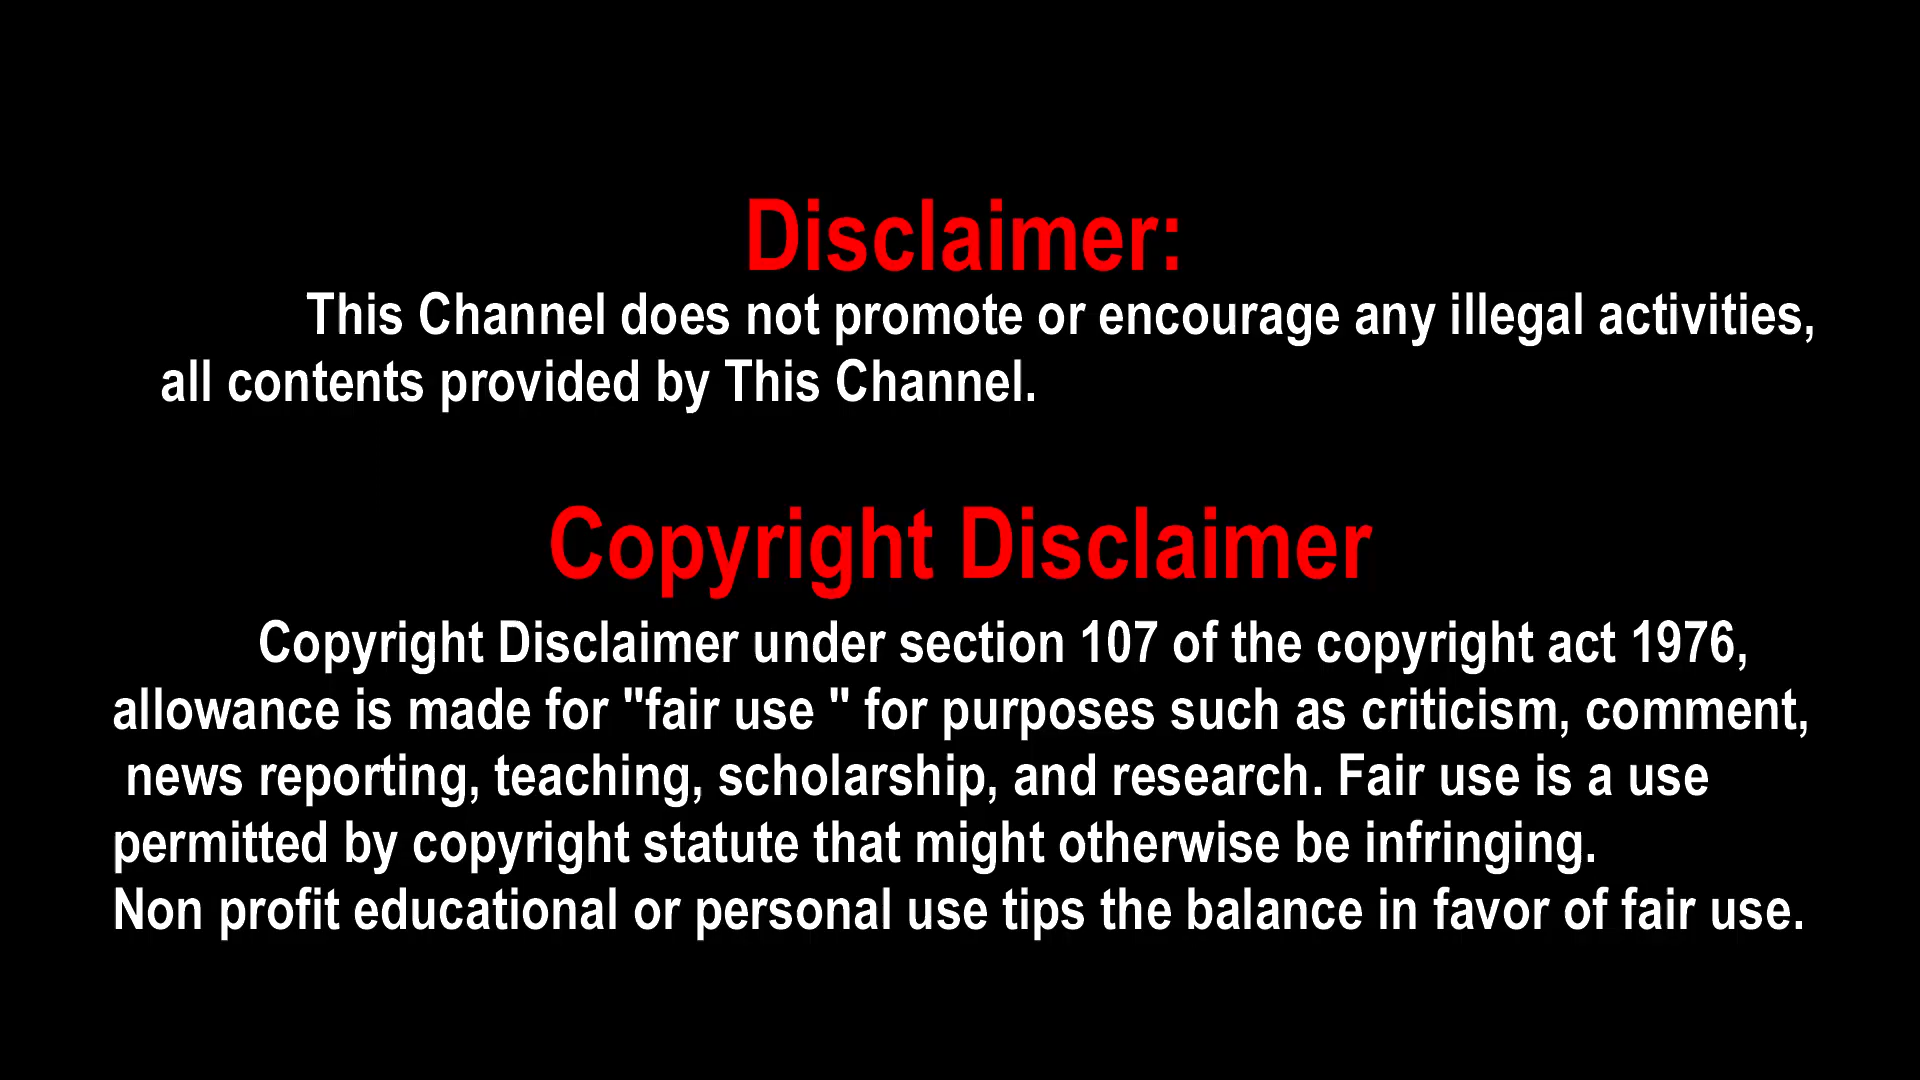 Disclaimer:
This Channel does not promote or encourage any illegal activities,
all contents provided by This Channel.
Copyright Disclaimer
Copyright Disclaimer under section 107 of the copyright act 1976,
allowance is made for "fair use " for purposes such as criticism, comment,
news reporting, teaching, scholarship, and research. Fair use is a use
permitted by copyright statute that might otherwise be infringing.
Non profit educational or personal use tips the balance in favor of fair use.